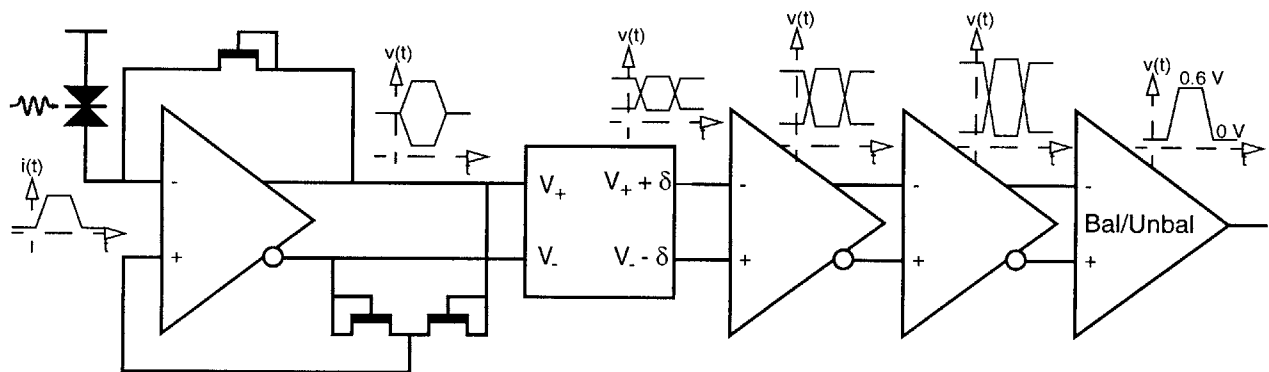 i(t)
t
-
+
v(t)
t
V+ V+ + δ
V- V- - δ
v(t)
t
-
+
v(t)
t
-
+
v(t)
t
-
+
Bal/Unbal
v(t)
0.6 V
0 V
t